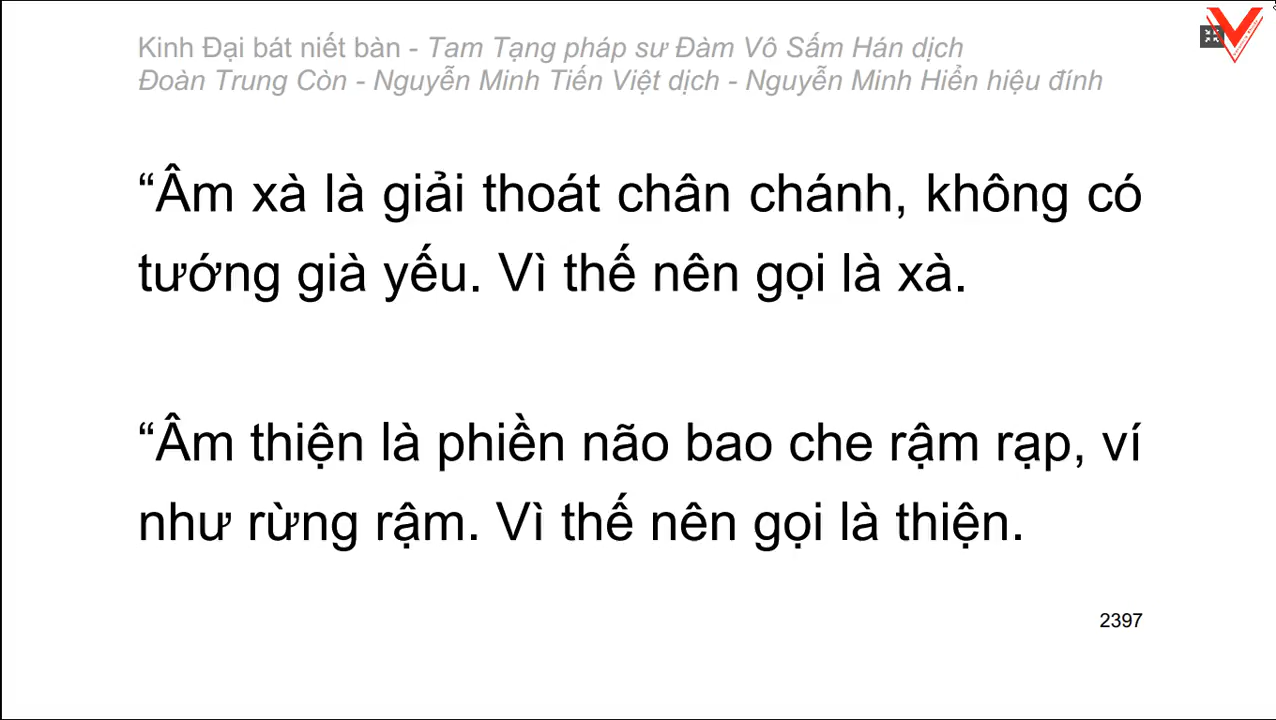 Kinh Đại bát niết bàn - Tam Tạng pháp sư Đàm Vô Sấm Hán dịch
Đoàn Trung Còn - Nguyễn Minh Tiến Việt dịch - Nguyễn Minh Hiển hiệu đính
“Âm xà là giải thoát chân chánh, không có
tướng già yếu. Vì thế nên gọi là xà.
“Âm thiện là phiền não bao che rậm rạp, ví
như rừng rậm. Vì thế nên gọi là thiện.
2397